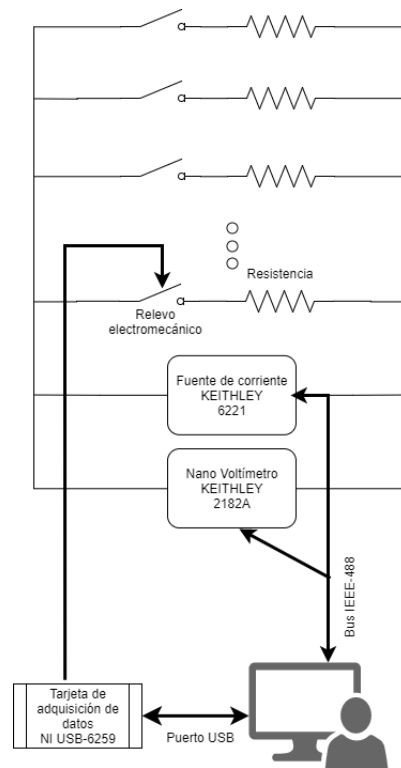 Resistencia
Relevo
electromecánico
Fuente de corriente
KEITHLEY
6221
Nano Voltímetro
KEITHLEY
2182A
Bus IEEE-488
Tarjeta de
adquisición de
datos
NI USB-6259
Puerto USB